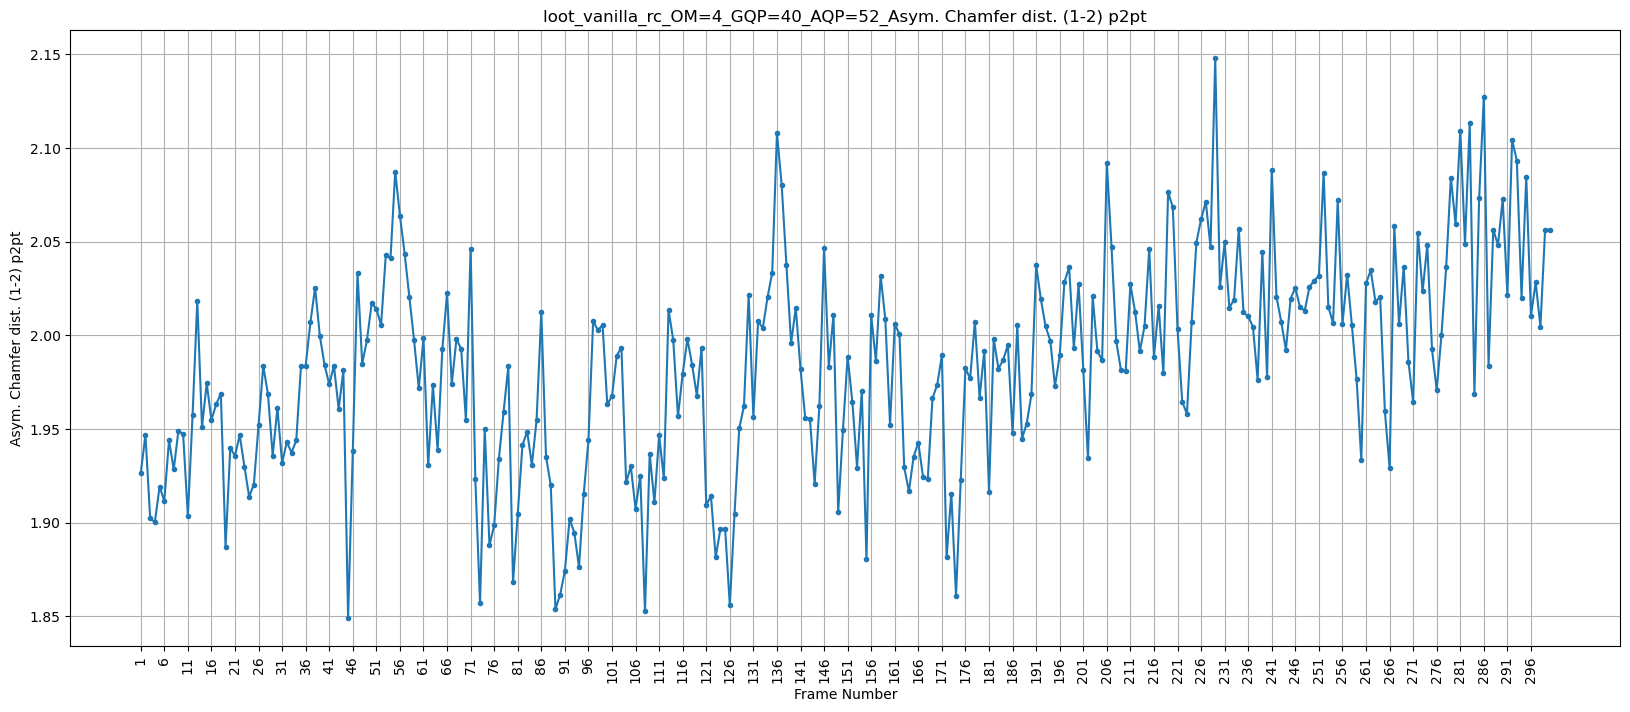 loot_vanilla_rc_OM=4_GQP=40_AQP=52_Asym. Chamfer dist. (1-2) p2pt
Asym. Chamfer dist. (1-2) p2pt
2.15
2.10
2.05
2.00
1.95
1.90
1.85
1 6 11 16 21 26 31 36 41 46 51 56 61 66 71 76 81 86 91 96 101 106 111 116 121 126 131 136 141 146 151 156 161 166 171 176 181 186 191 196 201 206 211 216 221 226 231 236 241 246 251 256 261 266 271 276 281 286 291 296
Frame Number